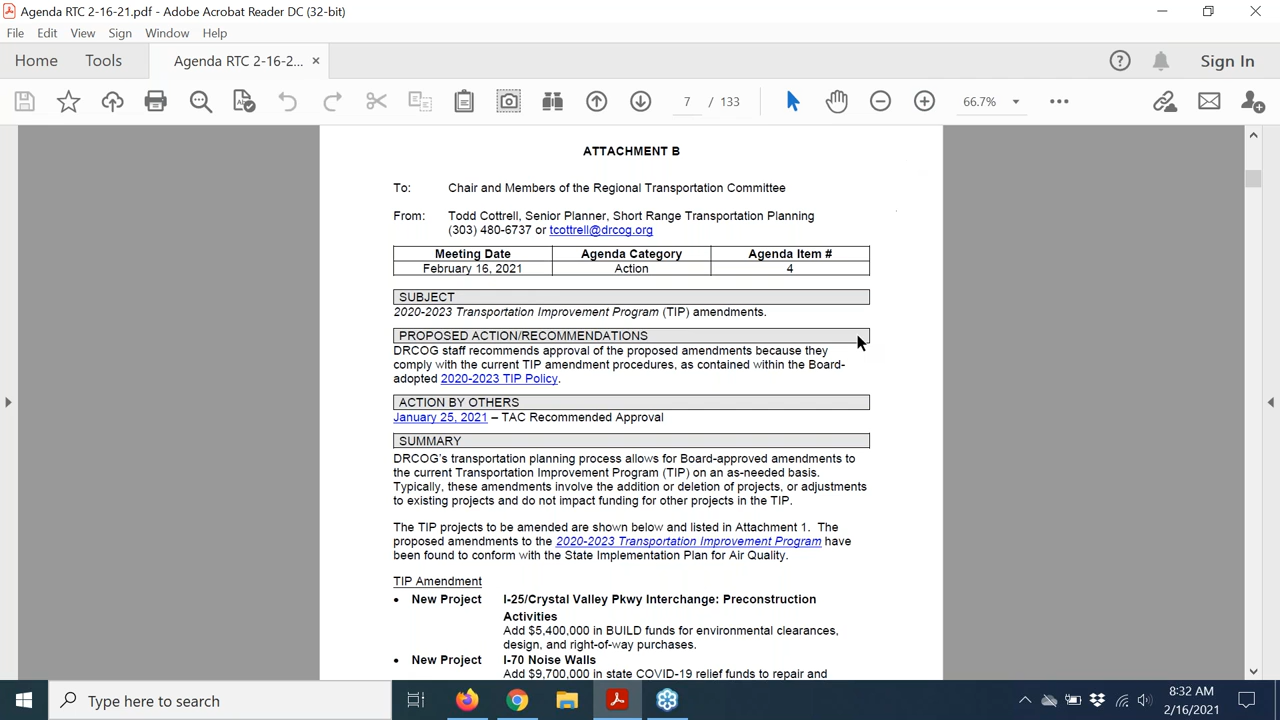 Agenda RTC 2-16-21.pdf - Adobe Acrobat Reader DC (32-bit)
File Edit View Sign Window Help
Home Tools Agenda RTC 2-16-2... × Sign In
7 / 133 66.7%
ATTACHMENT B
To: Chair and Members of the Regional Transportation Committee
From: Todd Cottrell, Senior Planner, Short Range Transportation Planning
(303) 480-6737 or tcottrell@drcog.org
Meeting Date Agenda Category Agenda Item #
February 16, 2021 Action 4
SUBJECT
2020-2023 Transportation Improvement Program (TIP) amendments.
PROPOSED ACTION/RECOMMENDATIONS
DRCOG staff recommends approval of the proposed amendments because they
comply with the current TIP amendment procedures, as contained within the Board-
adopted 2020-2023 TIP Policy.
ACTION BY OTHERS
January 25, 2021 – TAC Recommended Approval
SUMMARY
DRCOG's transportation planning process allows for Board-approved amendments to
the current Transportation Improvement Program (TIP) on an as-needed basis.
Typically, these amendments involve the addition or deletion of projects, or adjustments
to existing projects and do not impact funding for other projects in the TIP.
The TIP projects to be amended are shown below and listed in Attachment 1. The
proposed amendments to the 2020-2023 Transportation Improvement Program have
been found to conform with the State Implementation Plan for Air Quality.
TIP Amendment
• New Project I-25/Crystal Valley Pkwy Interchange: Preconstruction
Activities
Add $5,400,000 in BUILD funds for environmental clearances,
design, and right-of-way purchases.
• New Project I-70 Noise Walls
Add $9,700,000 in state COVID-19 relief funds to repair and
Type here to search
8:32 AM
2/16/2021